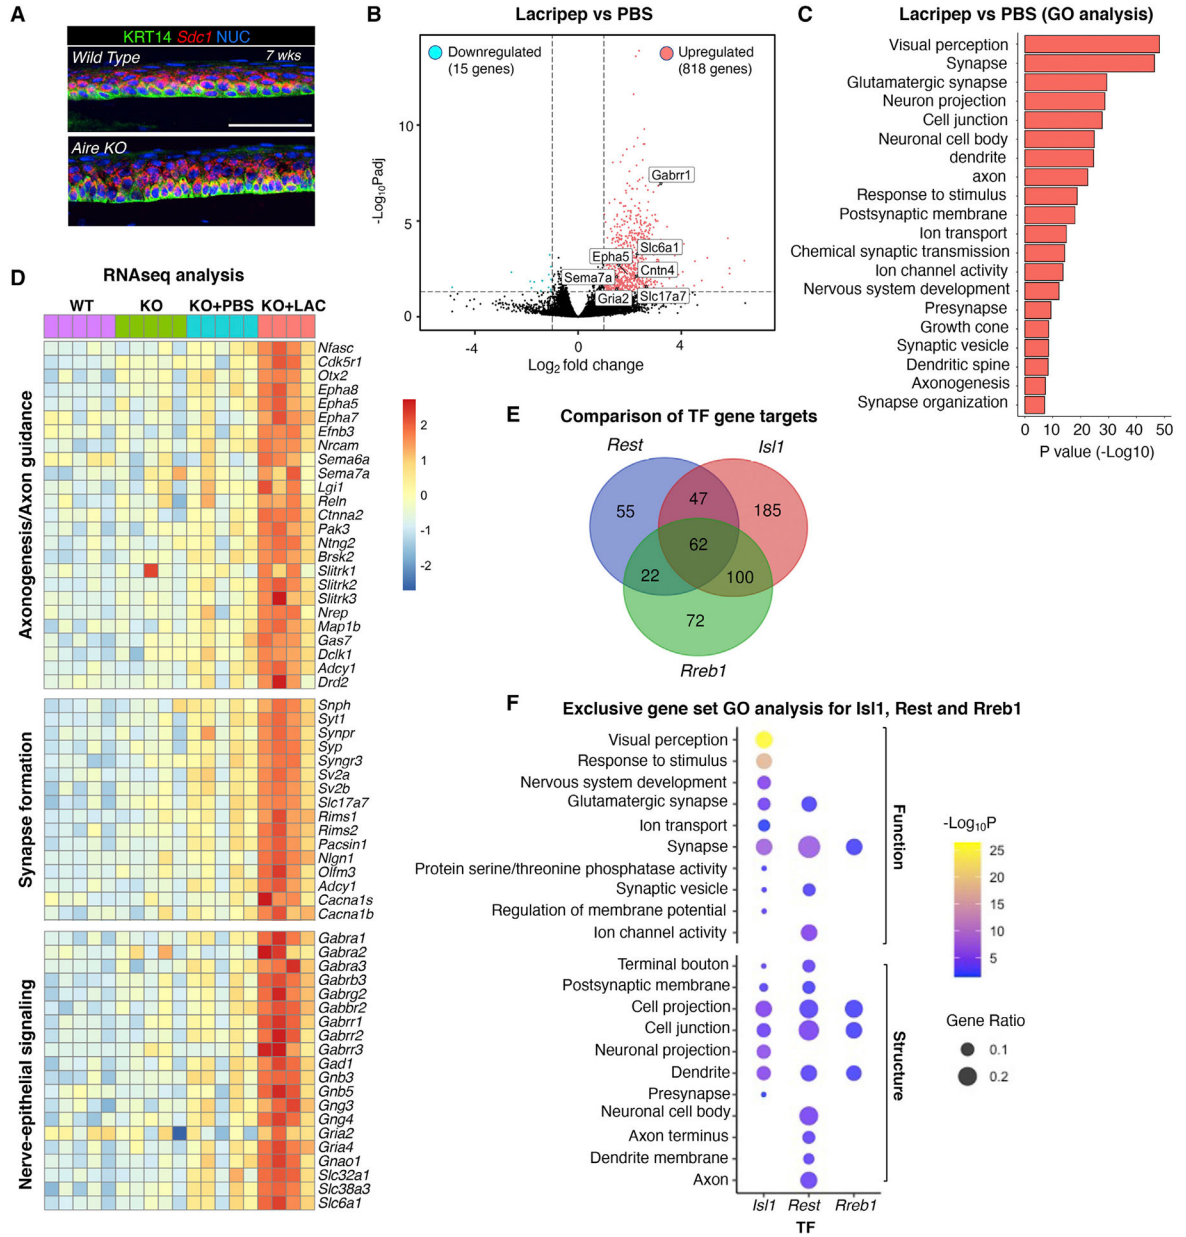 A
KRT14 Sdc1 NUC
Wild Type
7 wks
Aire KO
B
Lacripep vs PBS
Downregulated
(15 genes)
Upregulated
(818 genes)
Gabrr1
Slc6a1
Epha5
Cntn4
Sema7a
Gria2
Slc17a7
-Log10Padj
10
5
0
-4
0
4
Log2 fold change
C
Lacripep vs PBS (GO analysis)
Visual perception
Synapse
Glutamatergic synapse
Neuron projection
Cell junction
Neuronal cell body
dendrite
axon
Response to stimulus
Postsynaptic membrane
Ion transport
Chemical synaptic transmission
Ion channel activity
Nervous system development
Presynapse
Growth cone
Synaptic vesicle
Dendritic spine
Axonogenesis
Synapse organization
0 10 20 30 40 50
P value (-Log10)
D
RNAseq analysis
WT KO KO+PBS KO+LAC
Axonogenesis/Axon guidance
Nfasc
Cdk5r1
Otx2
Epha8
Epha5
Epha7
Efnb3
Nrcam
Sema6a
Sema7a
Lgi1
Reln
Ctnna2
Pak3
Ntng2
Brsk2
Slitrk1
Slitrk2
Slitrk3
Nrep
Map1b
Gas7
Dclk1
Adcy1
Drd2
Synapse formation
Snph
Syt1
Synpr
Syp
Syngr3
Sv2a
Sv2b
Slc17a7
Rims1
Rims2
Pacsin1
Nlgn1
Olfm3
Adcy1
Cacna1s
Cacna1b
Nerve-epithelial signaling
Gabra1
Gabra2
Gabra3
Gabrb3
Gabrg2
Gabbr2
Gabrr1
Gabrr2
Gabrr3
Gad1
Gnb3
Gnb5
Gng3
Gng4
Gria2
Gria4
Gnao1
Slc32a1
Slc38a3
Slc6a1
2
1
0
-1
-2
E
Comparison of TF gene targets
Rest
Isl1
55
47
185
62
22
100
72
Rreb1
F
Exclusive gene set GO analysis for Isl1, Rest and Rreb1
Visual perception
Response to stimulus
Nervous system development
Glutamatergic synapse
Ion transport
Synapse
Protein serine/threonine phosphatase activity
Synaptic vesicle
Regulation of membrane potential
Ion channel activity
Function
Terminal bouton
Postsynaptic membrane
Cell projection
Cell junction
Neuronal projection
Dendrite
Presynapse
Neuronal cell body
Axon terminus
Dendrite membrane
Axon
Structure
Isl1 Rest Rreb1
TF
-Log10P
25
20
15
10
5
Gene Ratio
0.1
0.2